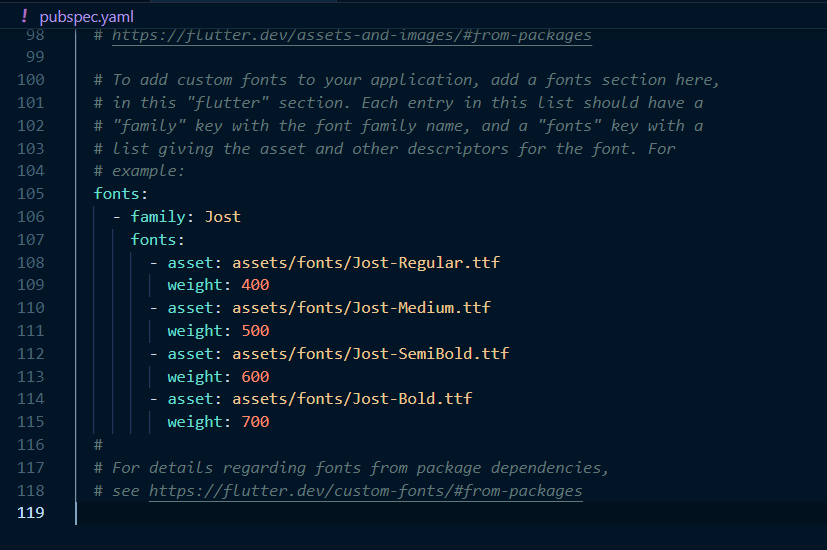 ! pubspec.yaml
98 # https://flutter.dev/assets-and-images/#from-packages
99
100 # To add custom fonts to your application, add a fonts section here,
101 # in this "flutter" section. Each entry in this list should have a
102 # "family" key with the font family name, and a "fonts" key with a
103 # list giving the asset and other descriptors for the font. For
104 # example:
105 fonts:
106 - family: Jost
107 fonts:
108 - asset: assets/fonts/Jost-Regular.ttf
109 weight: 400
110 - asset: assets/fonts/Jost-Medium.ttf
111 weight: 500
112 - asset: assets/fonts/Jost-SemiBold.ttf
113 weight: 600
114 - asset: assets/fonts/Jost-Bold.ttf
115 weight: 700
116 #
117 # For details regarding fonts from package dependencies,
118 # see https://flutter.dev/custom-fonts/#from-packages
119